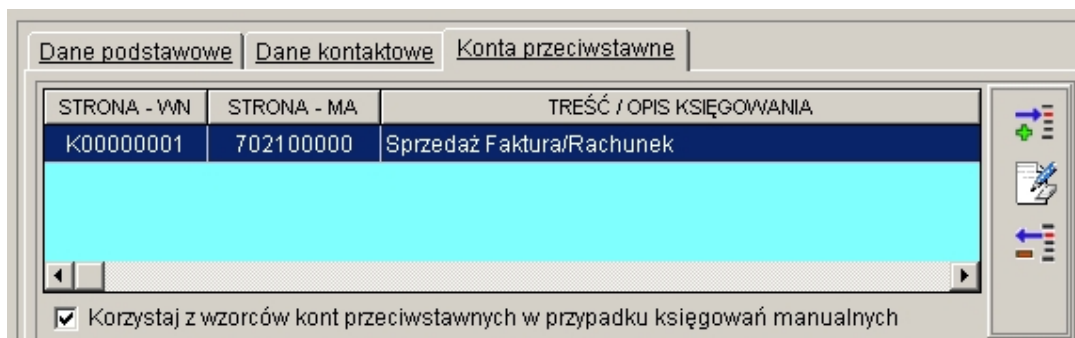 Dane podstawowe Dane kontaktowe Konta przeciwstawne
STRONA - WN STRONA - MA TREŚĆ / OPIS KSIĘGOWANIA
K00000001 702100000 Sprzedaż Faktura/Rachunek
Korzystaj z wzorców kont przeciwstawnych w przypadku księgowań manualnych